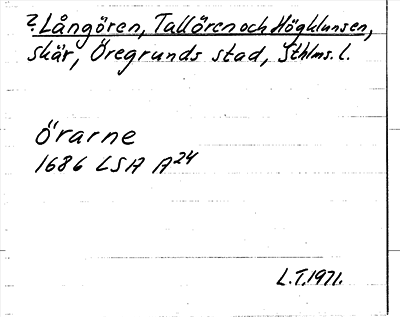 ? Långören, Tallören och Högklunsen,
skär, Öregrunds stad, Sthlms. l.
örarne
1686 LSA A24
L.T.1971.